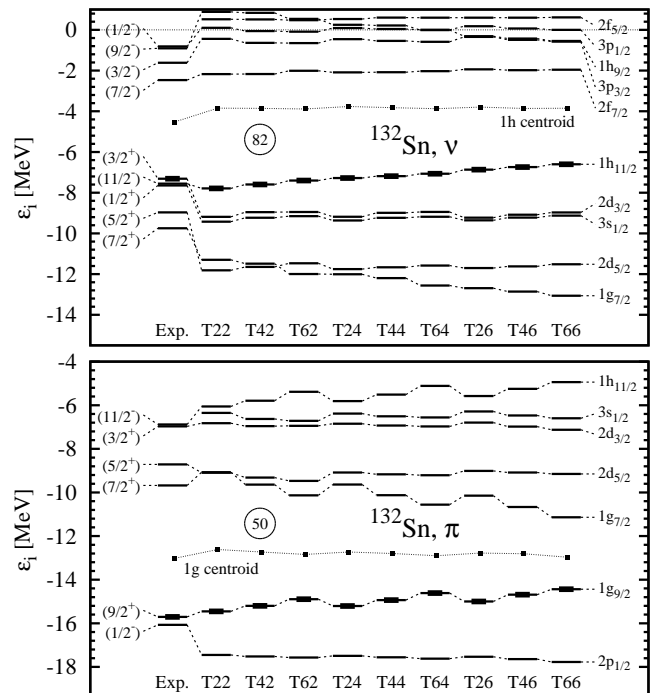 (1/2⁻)
(9/2⁻)
(3/2⁻)
(7/2⁻)
(3/2⁺)
(11/2⁻)
(1/2⁺)
(5/2⁺)
(7/2⁺)
εᵢ [MeV]
0
-2
-4
-6
-8
-10
-12
-14
82
¹³²Sn, ν
1h centroid
2f₅/₂
3p₁/₂
1h₉/₂
3p₃/₂
2f₇/₂
1h₁₁/₂
2d₃/₂
3s₁/₂
2d₅/₂
1g₇/₂
Exp. T22 T42 T62 T24 T44 T64 T26 T46 T66
(11/2⁻)
(3/2⁺)
(5/2⁺)
(7/2⁺)
(9/2⁺)
(1/2⁻)
εᵢ [MeV]
-4
-6
-8
-10
-12
-14
-16
-18
50
¹³²Sn, π
1g centroid
1h₁₁/₂
3s₁/₂
2d₃/₂
2d₅/₂
1g₇/₂
1g₉/₂
2p₁/₂
Exp. T22 T42 T62 T24 T44 T64 T26 T46 T66